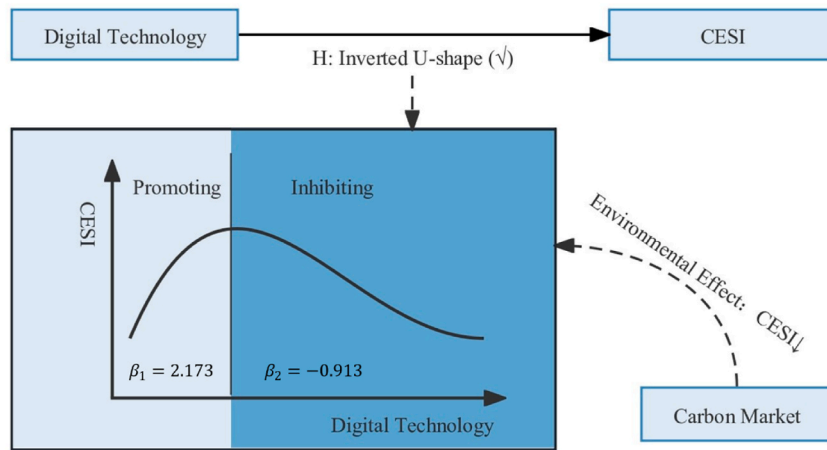 Digital Technology
CESI
H: Inverted U-shape (√)
Promoting
Inhibiting
CESI
β₁ = 2.173
β₂ = −0.913
Digital Technology
Environmental Effect: CESI↓
Carbon Market